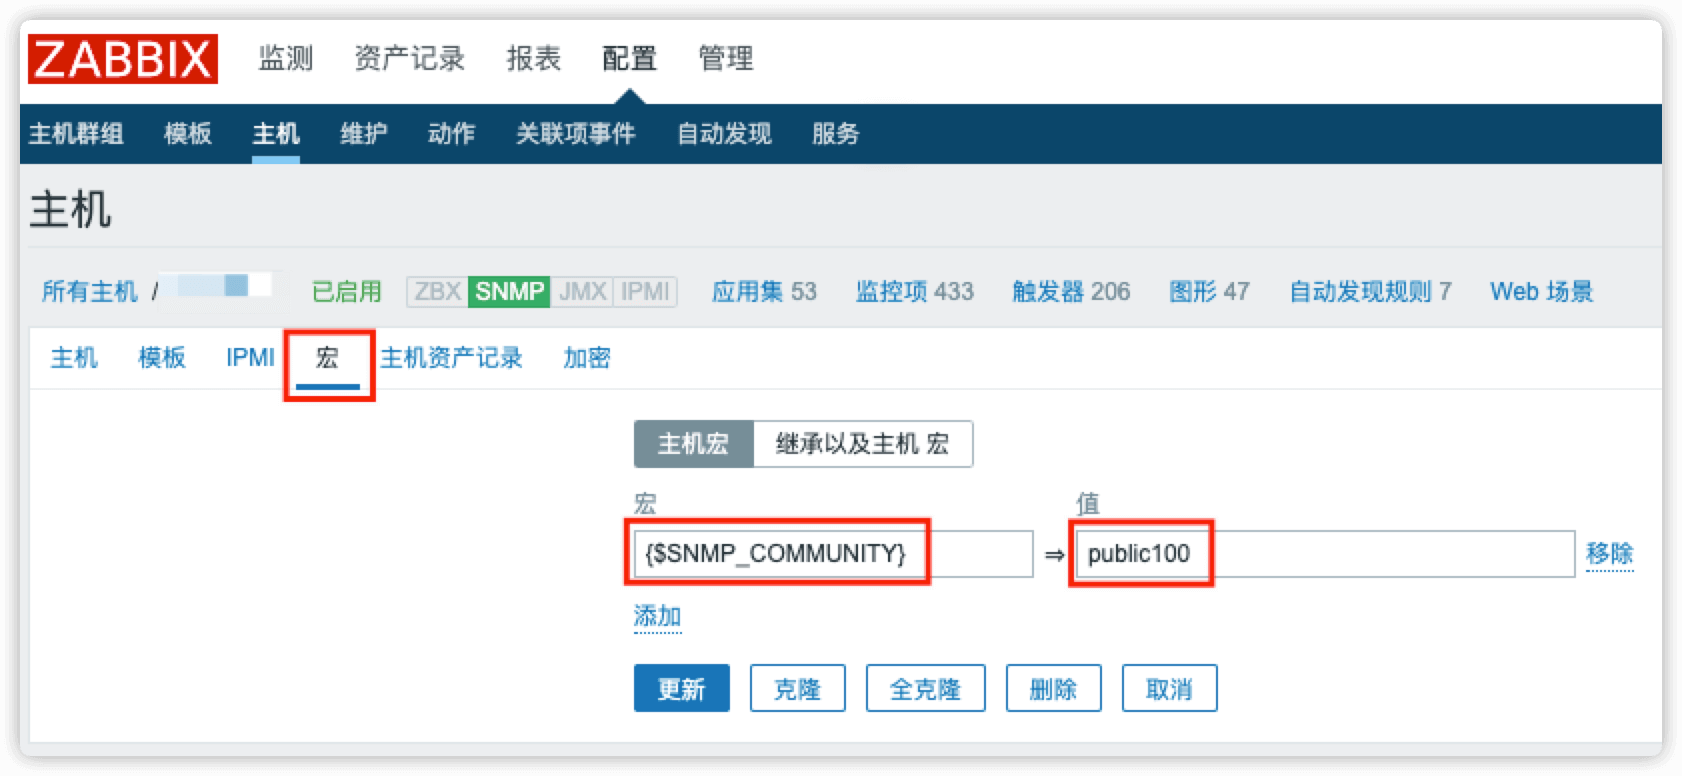 ZABBIX 监测 资产记录 报表 配置 管理
主机群组 模板 主机 维护 动作 关联项事件 自动发现 服务
主机
所有主机 / 已启用 ZBX SNMP JMX IPMI 应用集 53 监控项 433 触发器 206 图形 47 自动发现规则 7 Web 场景
主机 模板 IPMI 宏 主机资产记录 加密
主机宏 继承以及主机 宏
宏 值
{$SNMP_COMMUNITY} ⇒ public100 移除
添加
更新 克隆 全克隆 删除 取消